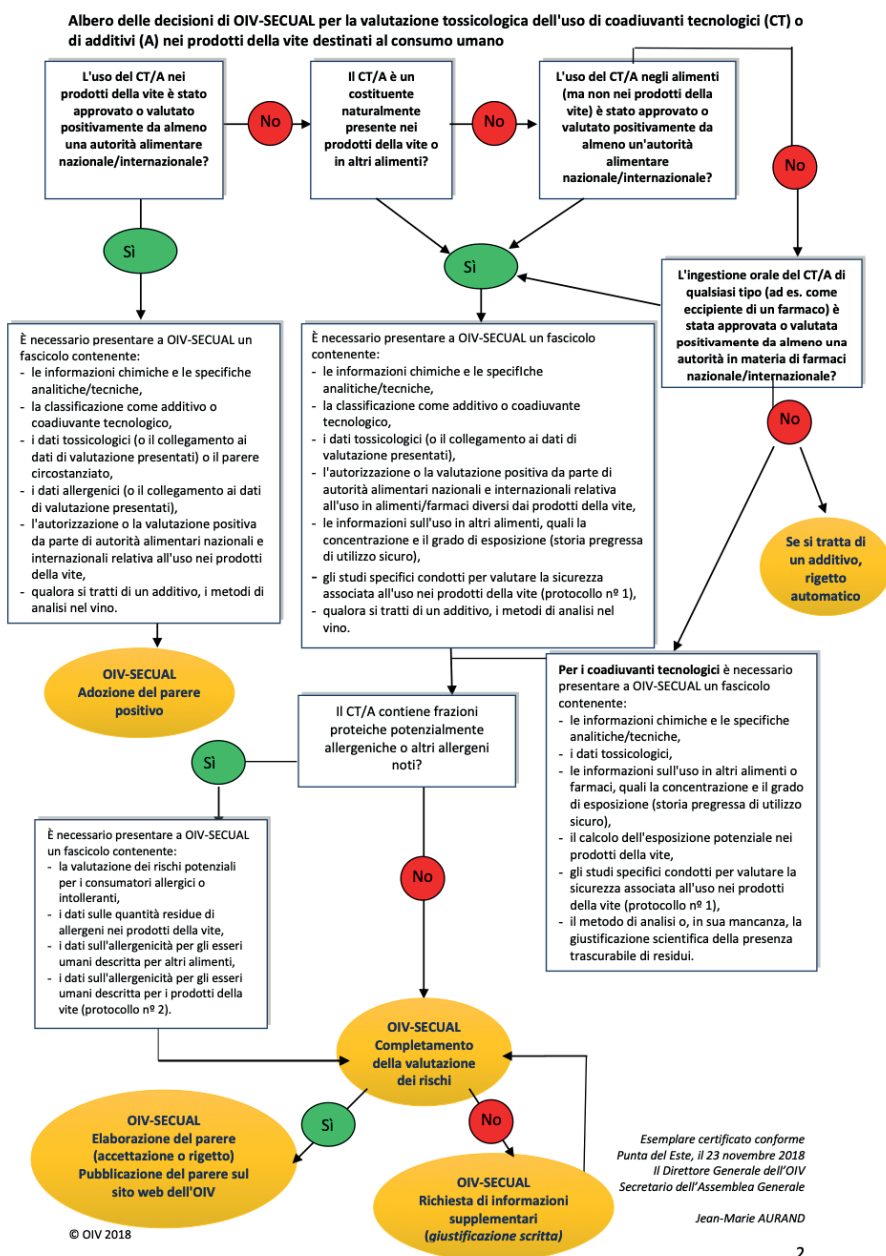 Albero delle decisioni di OIV-SECUAL per la valutazione tossicologica dell'uso di coadiuvanti tecnologici (CT) o
di additivi (A) nei prodotti della vite destinati al consumo umano
L'uso del CT/A nei
prodotti della vite è stato
approvato o valutato
positivamente da almeno
una autorità alimentare
nazionale/internazionale?
No
Il CT/A è un
costituente
naturalmente
presente nei
prodotti della vite o
in altri alimenti?
No
L'uso del CT/A negli alimenti
(ma non nei prodotti della
vite) è stato approvato o
valutato positivamente da
almeno un'autorità
alimentare
nazionale/internazionale?
No
Sì
Sì
L'ingestione orale del CT/A di
qualsiasi tipo (ad es. come
eccipiente di un farmaco) è
stata approvata o valutata
positivamente da almeno una
autorità in materia di farmaci
nazionale/internazionale?
No
È necessario presentare a OIV-SECUAL un
fascicolo contenente:
- le informazioni chimiche e le specifiche
analitiche/tecniche,
- la classificazione come additivo o
coadiuvante tecnologico,
- i dati tossicologici (o il collegamento ai
dati di valutazione presentati) o il parere
circostanziato,
- i dati allergenici (o il collegamento ai dati
di valutazione presentati),
- l'autorizzazione o la valutazione positiva
da parte di autorità alimentari nazionali e
internazionali relativa all'uso nei prodotti
della vite,
- qualora si tratti di un additivo, i metodi di
analisi nel vino.
È necessario presentare a OIV-SECUAL un fascicolo
contenente:
- le informazioni chimiche e le specifIche
analitiche/tecniche,
- la classificazione come additivo o coadiuvante
tecnologico,
- i dati tossicologici (o il collegamento ai dati di
valutazione presentati),
- l'autorizzazione o la valutazione positiva da parte di
autorità alimentari nazionali e internazionali relativa
all'uso in alimenti/farmaci diversi dai prodotti della vite,
- le informazioni sull'uso in altri alimenti, quali la
concentrazione e il grado di esposizione (storia pregressa
di utilizzo sicuro),
- gli studi specifici condotti per valutare la sicurezza
associata all'uso nei prodotti della vite (protocollo nº 1),
- qualora si tratti di un additivo, i metodi di analisi nel
vino.
Se si tratta di
un additivo,
rigetto
automatico
OIV-SECUAL
Adozione del parere
positivo
Il CT/A contiene frazioni
proteiche potenzialmente
allergeniche o altri allergeni
noti?
Per i coadiuvanti tecnologici è necessario
presentare a OIV-SECUAL un fascicolo
contenente:
- le informazioni chimiche e le specifiche
analitiche/tecniche,
- i dati tossicologici,
- le informazioni sull'uso in altri alimenti o
farmaci, quali la concentrazione e il grado
di esposizione (storia pregressa di utilizzo
sicuro),
- il calcolo dell'esposizione potenziale nei
prodotti della vite,
- gli studi specifici condotti per valutare la
sicurezza associata all'uso nei prodotti
della vite (protocollo nº 1),
- il metodo di analisi o, in sua mancanza, la
giustificazione scientifica della presenza
trascurabile di residui.
Sì
È necessario presentare a OIV-SECUAL
un fascicolo contenente:
- la valutazione dei rischi potenziali
per i consumatori allergici o
intolleranti,
- i dati sulle quantità residue di
allergeni nei prodotti della vite,
- i dati sull'allergenicità per gli esseri
umani descritta per altri alimenti,
- i dati sull'allergenicità per gli esseri
umani descritta per i prodotti della
vite (protocollo nº 2).
No
OIV-SECUAL
Completamento
della valutazione
dei rischi
Sì
No
OIV-SECUAL
Elaborazione del parere
(accettazione o rigetto)
Pubblicazione del parere sul
sito web dell'OIV
OIV-SECUAL
Richiesta di informazioni
supplementari
(giustificazione scritta)
Esemplare certificato conforme
Punta del Este, il 23 novembre 2018
Il Direttore Generale dell'OIV
Secretario dell'Assemblea Generale
Jean-Marie AURAND
© OIV 2018
2